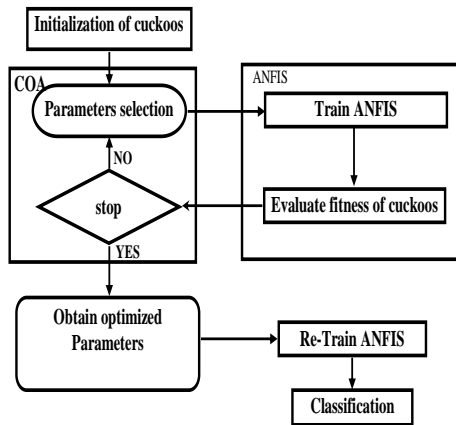 Initialization of cuckoos
COA
Parameters selection
ANFIS
Train ANFIS
NO
stop
Evaluate fitness of cuckoos
YES
Obtain optimized
Parameters
Re-Train ANFIS
Classification